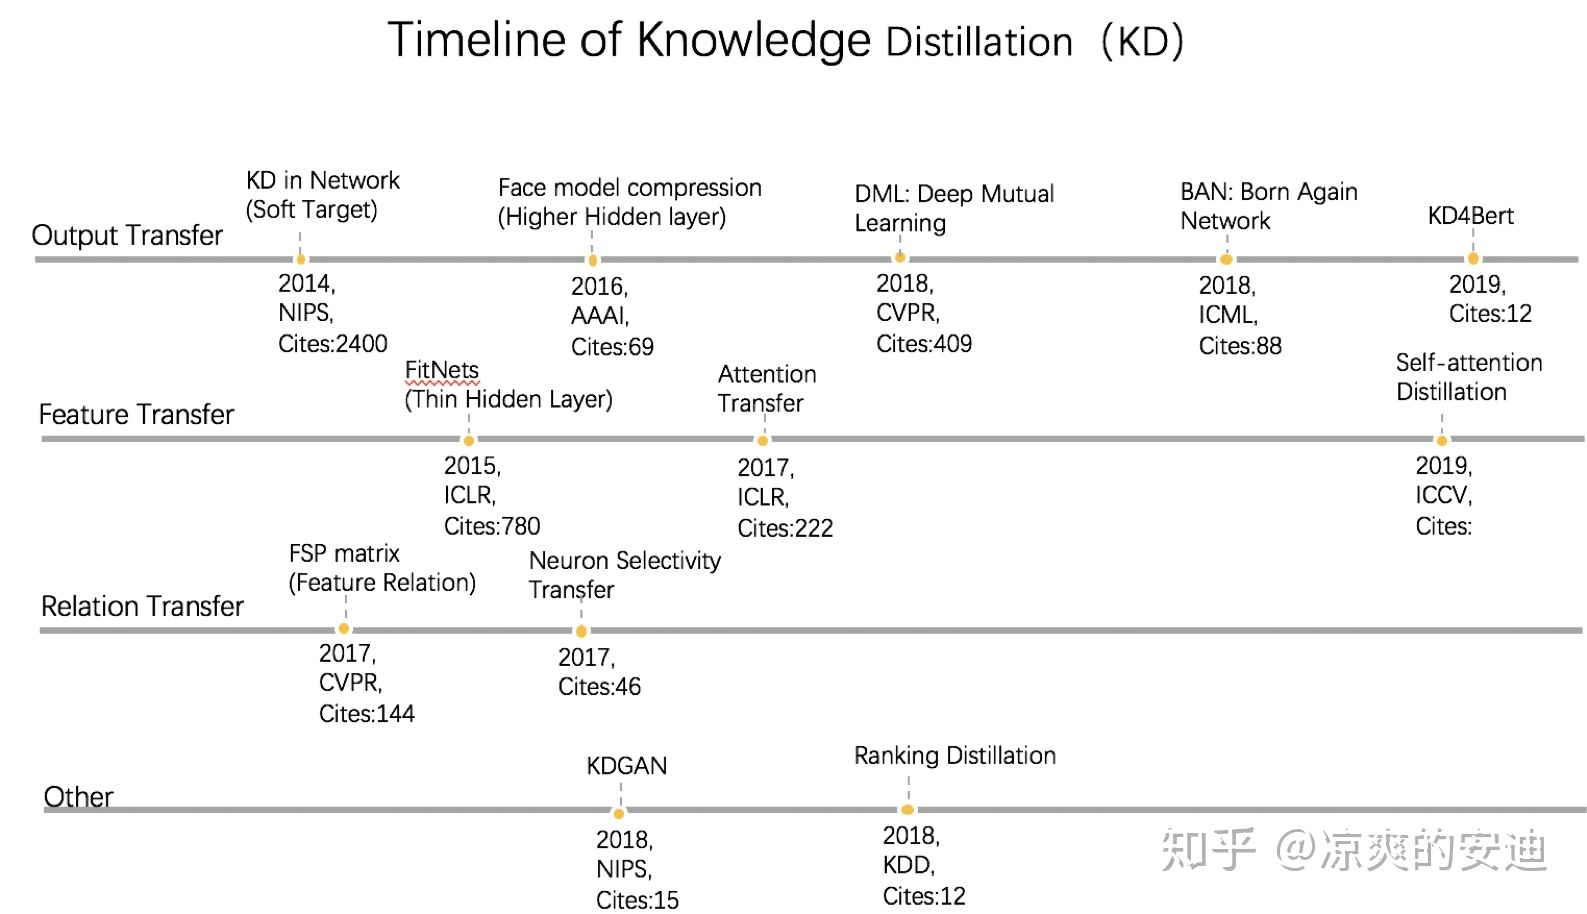 Timeline of Knowledge Distillation（KD）
Output Transfer
KD in Network
(Soft Target)
2014,
NIPS,
Cites:2400
Face model compression
(Higher Hidden layer)
2016,
AAAI,
Cites:69
DML: Deep Mutual
Learning
2018,
CVPR,
Cites:409
BAN: Born Again
Network
2018,
ICML,
Cites:88
KD4Bert
2019,
Cites:12
Feature Transfer
FitNets
(Thin Hidden Layer)
2015,
ICLR,
Cites:780
Attention
Transfer
2017,
ICLR,
Cites:222
Self-attention
Distillation
2019,
ICCV,
Cites:
Relation Transfer
FSP matrix
(Feature Relation)
2017,
CVPR,
Cites:144
Neuron Selectivity
Transfer
2017,
Cites:46
Other
KDGAN
2018,
NIPS,
Cites:15
Ranking Distillation
2018,
KDD,
Cites:12
知乎 @凉爽的安迪